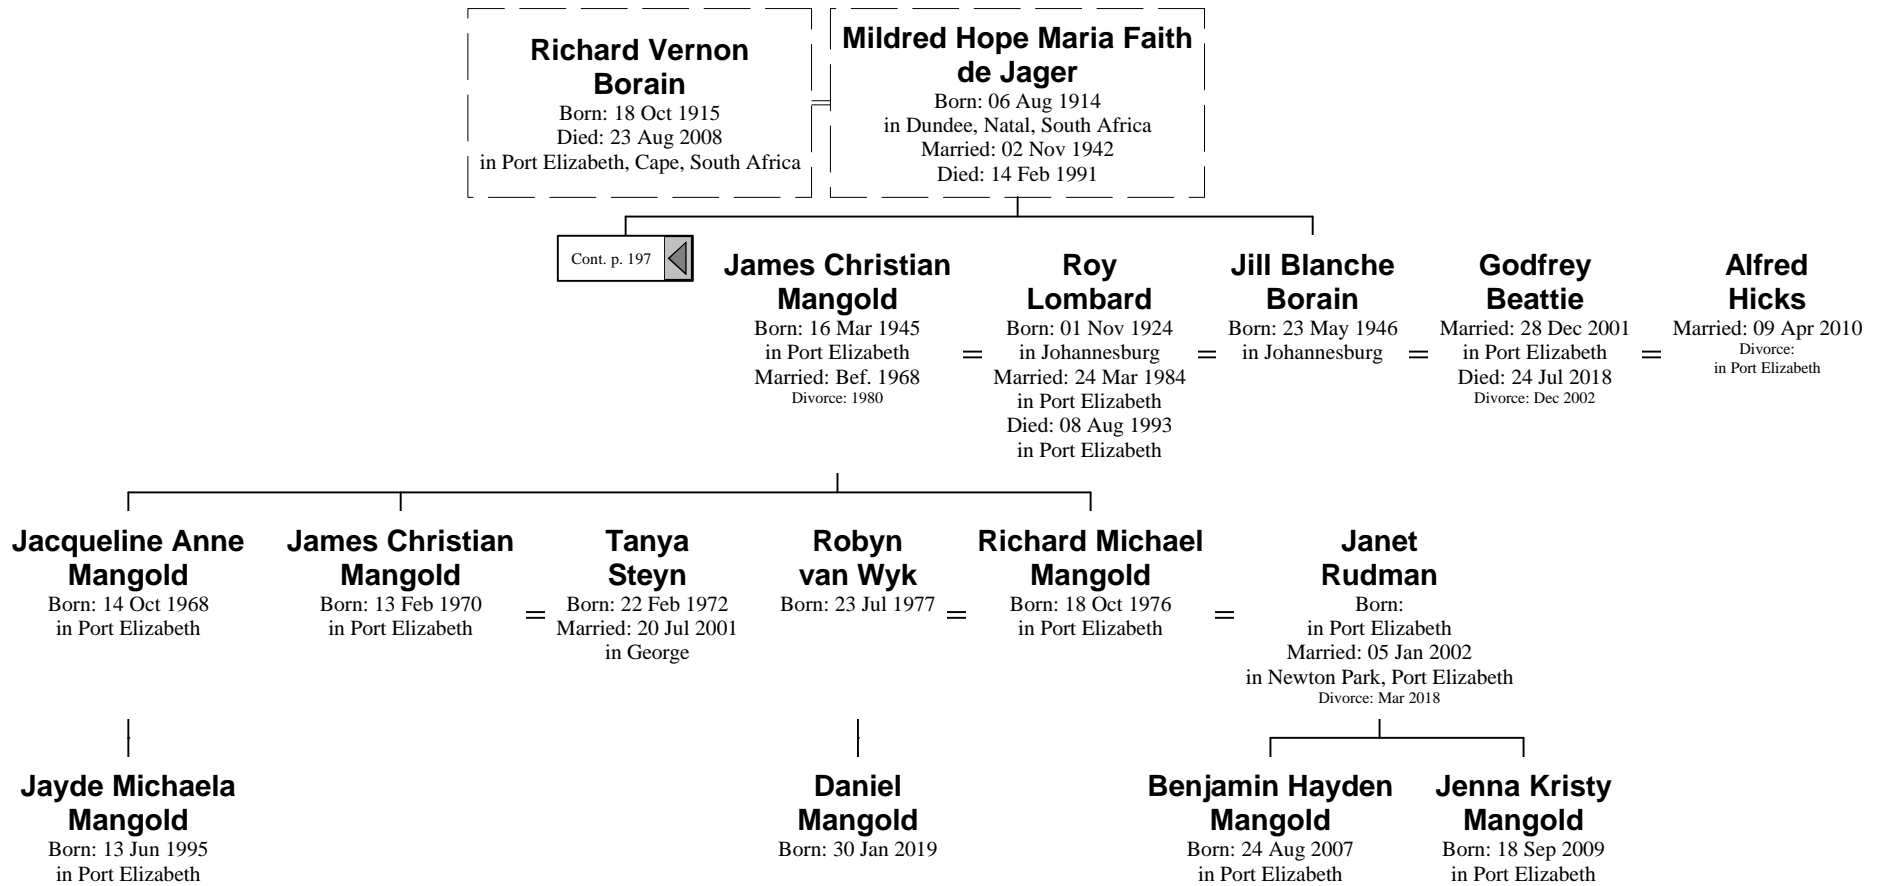 Richard Vernon
Borain
Born: 18 Oct 1915
Died: 23 Aug 2008
in Port Elizabeth, Cape, South Africa
Mildred Hope Maria Faith
de Jager
Born: 06 Aug 1914
in Dundee, Natal, South Africa
Married: 02 Nov 1942
Died: 14 Feb 1991
Cont. p. 197
James Christian
Mangold
Born: 16 Mar 1945
in Port Elizabeth
Married: Bef. 1968
Divorce: 1980
=
Roy
Lombard
Born: 01 Nov 1924
in Johannesburg
Married: 24 Mar 1984
in Port Elizabeth
Died: 08 Aug 1993
in Port Elizabeth
=
Jill Blanche
Borain
Born: 23 May 1946
in Johannesburg
=
Godfrey
Beattie
Married: 28 Dec 2001
in Port Elizabeth
Died: 24 Jul 2018
Divorce: Dec 2002
=
Alfred
Hicks
Married: 09 Apr 2010
Divorce:
in Port Elizabeth
Jacqueline Anne
Mangold
Born: 14 Oct 1968
in Port Elizabeth
James Christian
Mangold
Born: 13 Feb 1970
in Port Elizabeth
=
Tanya
Steyn
Born: 22 Feb 1972
Married: 20 Jul 2001
in George
Robyn
van Wyk
Born: 23 Jul 1977
=
Richard Michael
Mangold
Born: 18 Oct 1976
in Port Elizabeth
=
Janet
Rudman
Born:
in Port Elizabeth
Married: 05 Jan 2002
in Newton Park, Port Elizabeth
Divorce: Mar 2018
Jayde Michaela
Mangold
Born: 13 Jun 1995
in Port Elizabeth
Daniel
Mangold
Born: 30 Jan 2019
Benjamin Hayden
Mangold
Born: 24 Aug 2007
in Port Elizabeth
Jenna Kristy
Mangold
Born: 18 Sep 2009
in Port Elizabeth